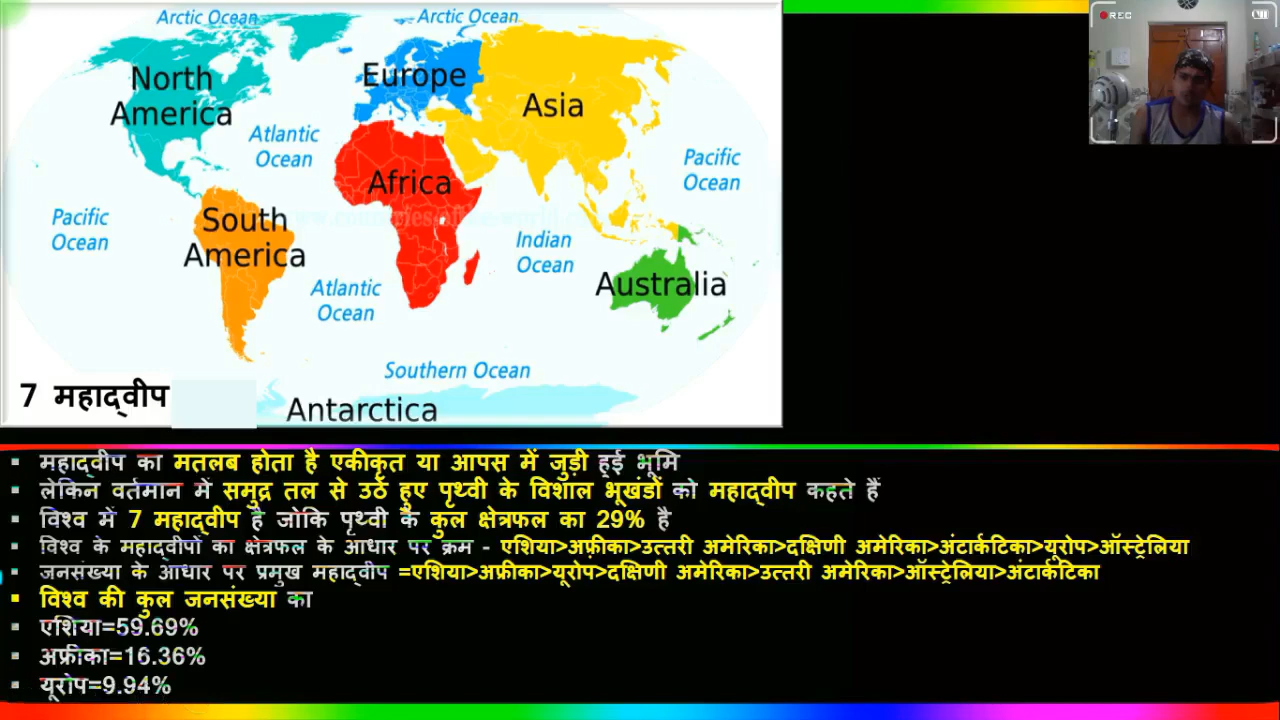 Arctic Ocean
Arctic Ocean
REC
North
America
Europe
Asia
Atlantic
Ocean
Pacific
Ocean
Africa
South
America
Pacific
Ocean
Indian
Ocean
Atlantic
Ocean
Australia
Southern Ocean
7 महाद्वीप
Antarctica
▪ महाद्वीप का मतलब होता है एकीकृत या आपस में जुड़ी हुई भूमि
▪ लेकिन वर्तमान में समुद्र तल से उठे हुए पृथ्वी के विशाल भूखंडों को महाद्वीप कहते हैं
▪ विश्व में 7 महाद्वीप है जोकि पृथ्वी के कुल क्षेत्रफल का 29% है
▪ विश्व के महाद्वीपों का क्षेत्रफल के आधार पर क्रम - एशिया>अफ्रीका>उत्तरी अमेरिका>दक्षिणी अमेरिका>अंटार्कटिका>यूरोप>ऑस्ट्रेलिया
▪ जनसंख्या के आधार पर प्रमुख महाद्वीप =एशिया>अफ्रीका>यूरोप>दक्षिणी अमेरिका>उत्तरी अमेरिका>ऑस्ट्रेलिया>अंटार्कटिका
▪ विश्व की कुल जनसंख्या का
▪ एशिया=59.69%
▪ अफ्रीका=16.36%
▪ यूरोप=9.94%